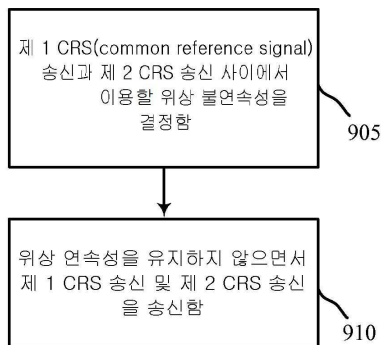 제 1 CRS(common reference signal)
송신과 제 2 CRS 송신 사이에서
이용할 위상 불연속성을
결정함
905
위상 연속성을 유지하지 않으면서
제 1 CRS 송신 및 제 2 CRS 송신
을 송신함
910